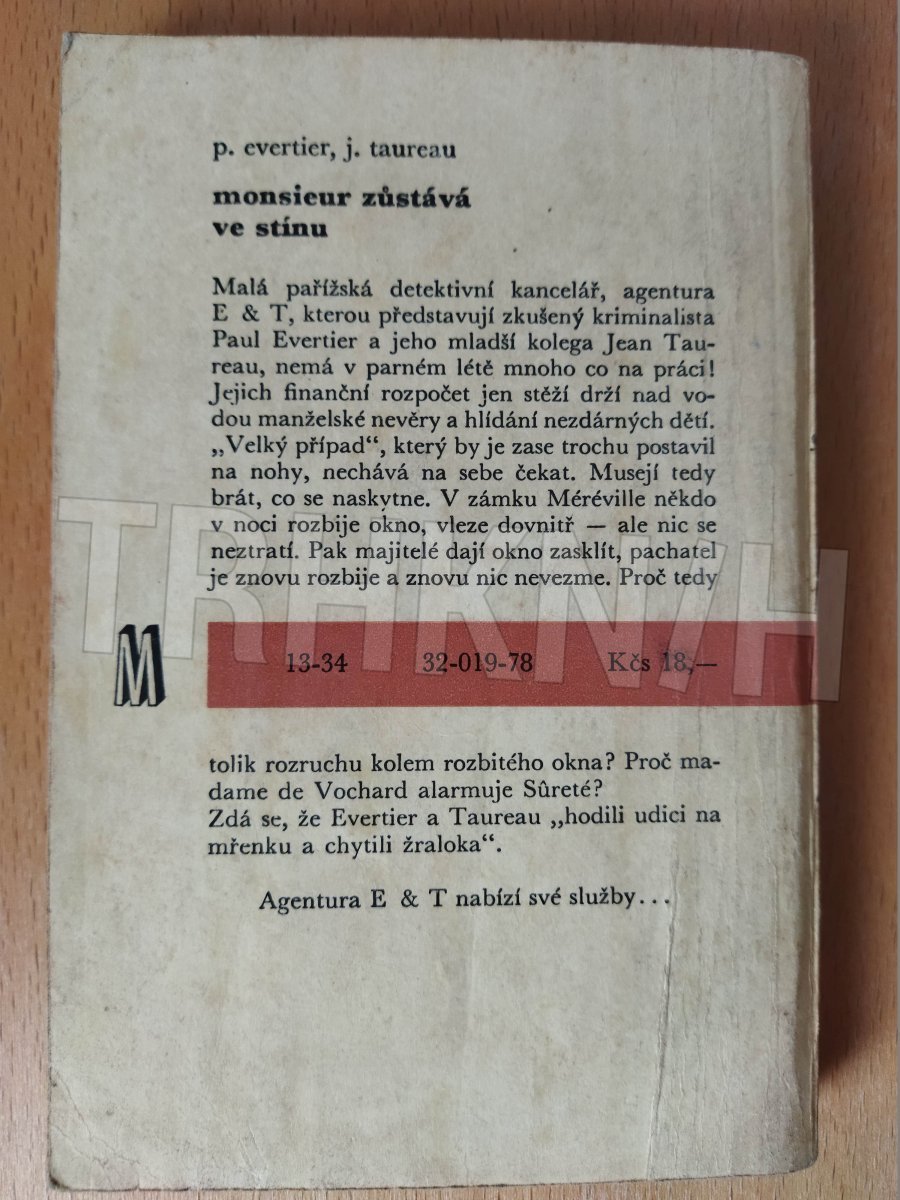 p. evertier, j. taureau
monsieur zůstává
ve stínu
Malá pařížská detektivní kancelář, agentura
E & T, kterou představují zkušený kriminalista
Paul Evertier a jeho mladší kolega Jean Tau-
reau, nemá v parném létě mnoho co na práci!
Jejich finanční rozpočet jen stěží drží nad vo-
dou manželské nevěry a hlídání nezdárných dětí.
„Velký případ“, který by je zase trochu postavil
na nohy, nechává na sebe čekat. Musejí tedy
brát, co se naskytne. V zámku Méréville někdo
v noci rozbije okno, vleze dovnitř — ale nic se
neztratí. Pak majitelé dají okno zasklít, pachatel
je znovu rozbije a znovu nic nevezme. Proč tedy
TRHKNIH
M
13-34 32-019-78 Kčs 18,—
tolik rozruchu kolem rozbitého okna? Proč ma-
dame de Vochard alarmuje Sûreté?
Zdá se, že Evertier a Taureau „hodili udici na
mřenku a chytili žraloka“.
Agentura E & T nabízí své služby...